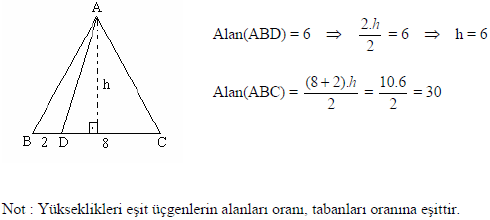 A
Alan(ABD) = 6 ⇒ 2.h/2 = 6 ⇒ h = 6
h
Alan(ABC) = (8+2).h/2 = 10.6/2 = 30
B 2 D 8 C
Not : Yükseklikleri eşit üçgenlerin alanları oranı, tabanları oranına eşittir.